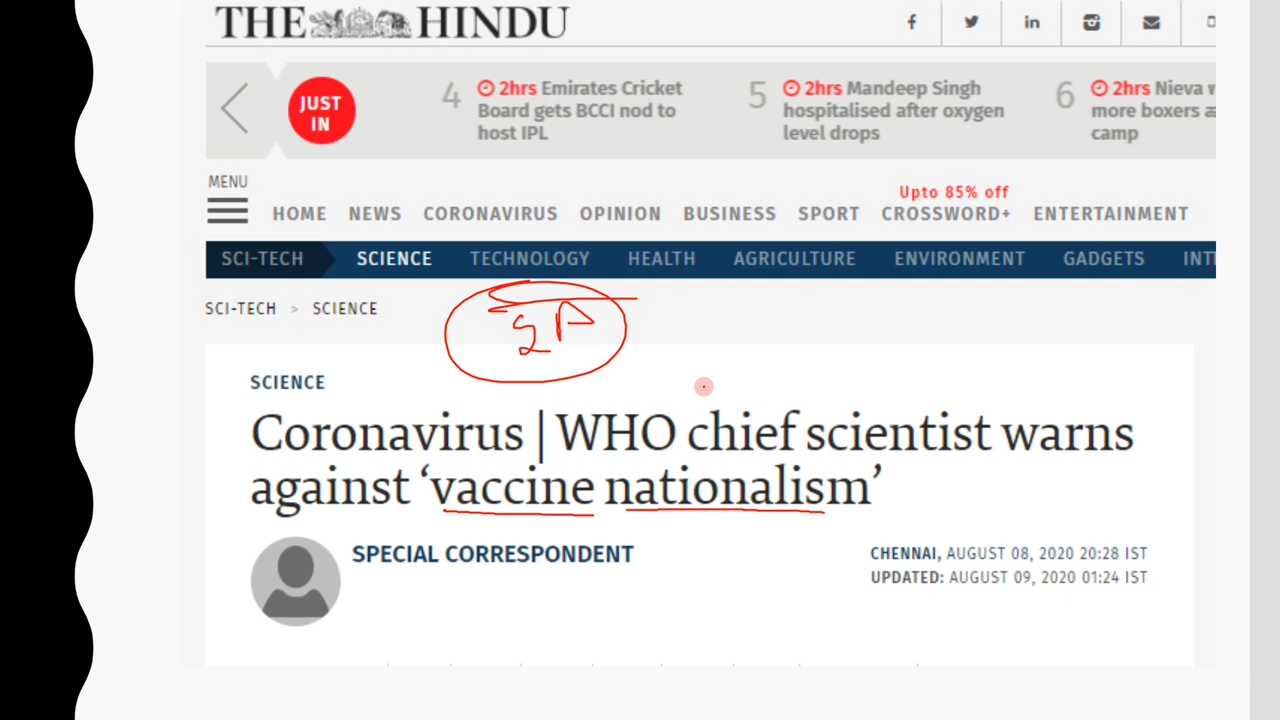 THE HINDU
JUST IN
4 2hrs Emirates Cricket Board gets BCCI nod to host IPL
5 2hrs Mandeep Singh hospitalised after oxygen level drops
6 2hrs Nieva
more boxers
camp
MENU
Upto 85% off
HOME NEWS CORONAVIRUS OPINION BUSINESS SPORT CROSSWORD+ ENTERTAINMENT
SCI-TECH SCIENCE TECHNOLOGY HEALTH AGRICULTURE ENVIRONMENT GADGETS
SCI-TECH > SCIENCE
SCIENCE
Coronavirus | WHO chief scientist warns
against ‘vaccine nationalism’
SPECIAL CORRESPONDENT
CHENNAI, AUGUST 08, 2020 20:28 IST
UPDATED: AUGUST 09, 2020 01:24 IST